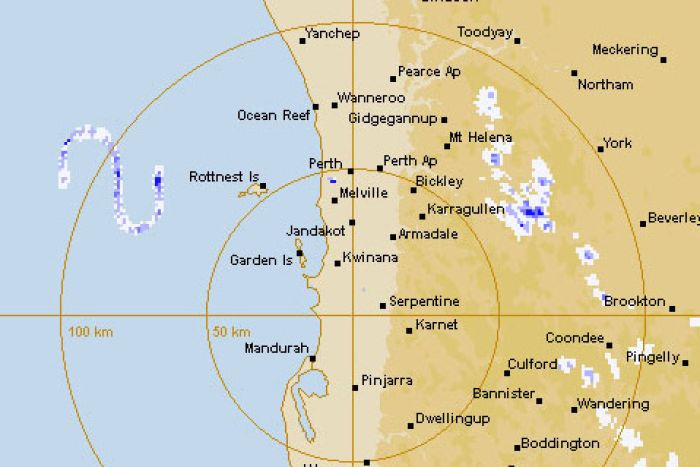 Yanchep
Toodyay
Meckering
Pearce Ap
Northam
Wanneroo
Ocean Reef
Gidgegannup
Mt Helena
York
Perth
Perth Ap
Rottnest Is
Bickley
Melville
Karragullen
Beverley
Jandakot
Armadale
Garden Is
Kwinana
Serpentine
Brookton
100 km
50 km
Karnet
Coondee
Mandurah
Pingelly
Culford
Pinjarra
Bannister
Wandering
Dwellingup
Boddington